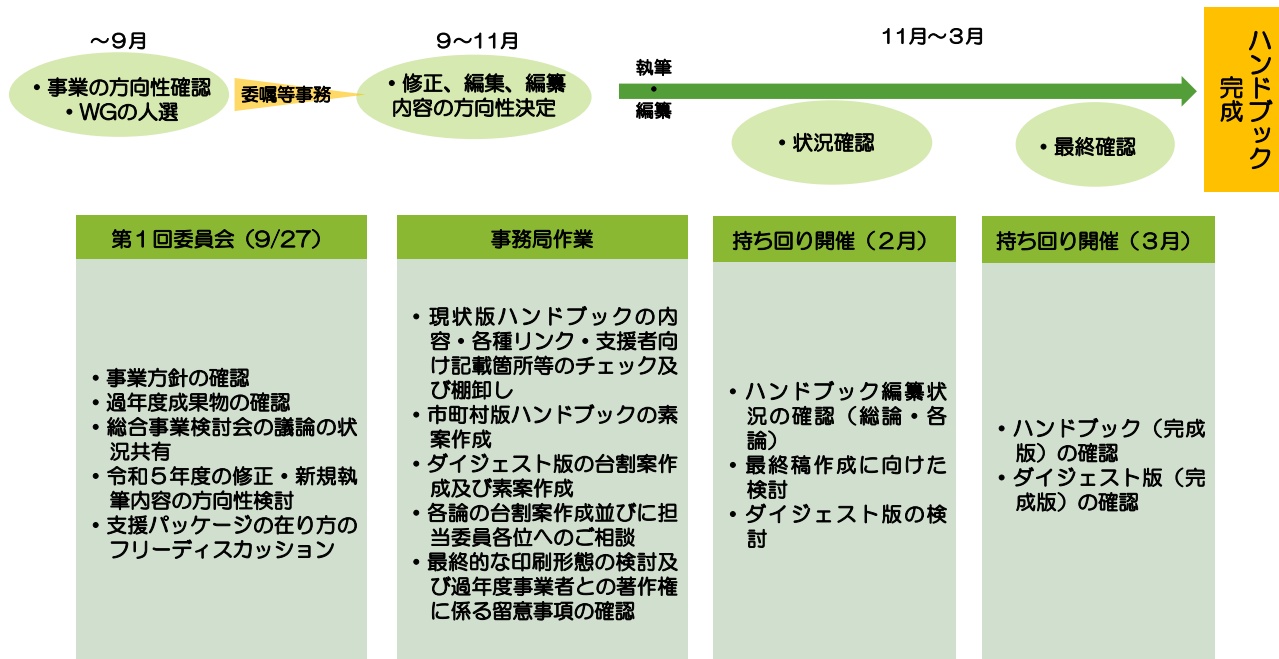 ～9月
・事業の方向性確認
・WGの人選
委嘱等事務
9～11月
・修正、編集、編纂
内容の方向性決定
執筆
・
編纂
11月～3月
・状況確認
・最終確認
ハンドブック
完成
第１回委員会（9/27）
・事業方針の確認
・過年度成果物の確認
・総合事業検討会の議論の状
況共有
・令和５年度の修正・新規執
筆内容の方向性検討
・支援パッケージの在り方の
フリーディスカッション
事務局作業
・現状版ハンドブックの内
容・各種リンク・支援者向
け記載箇所等のチェック及
び棚卸し
・市町村版ハンドブックの素
案作成
・ダイジェスト版の台割案作
成及び素案作成
・各論の台割案作成並びに担
当委員各位へのご相談
・最終的な印刷形態の検討及
び過年度事業者との著作権
に係る留意事項の確認
持ち回り開催（２月）
・ハンドブック編纂状
況の確認（総論・各
論）
・最終稿作成に向けた
検討
・ダイジェスト版の検
討
持ち回り開催（３月）
・ハンドブック（完成
版）の確認
・ダイジェスト版（完
成版）の確認